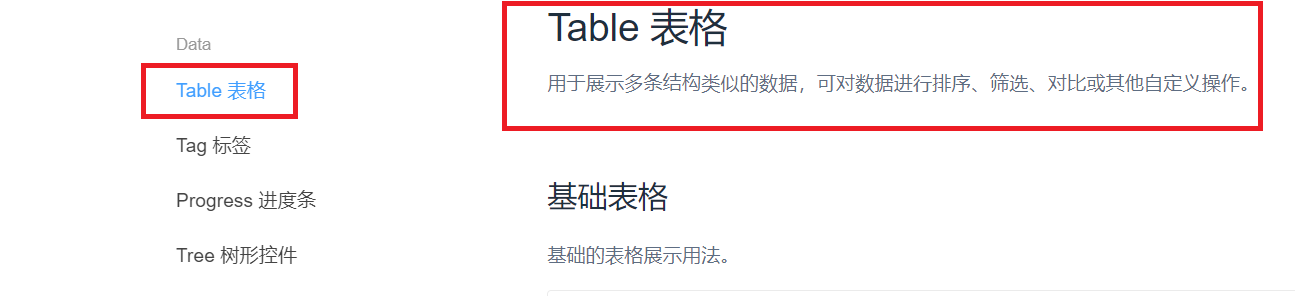 Data
Table 表格
Tag 标签
Progress 进度条
Tree 树形控件
Table 表格
用于展示多条结构类似的数据，可对数据进行排序、筛选、对比或其他自定义操作。
基础表格
基础的表格展示用法。